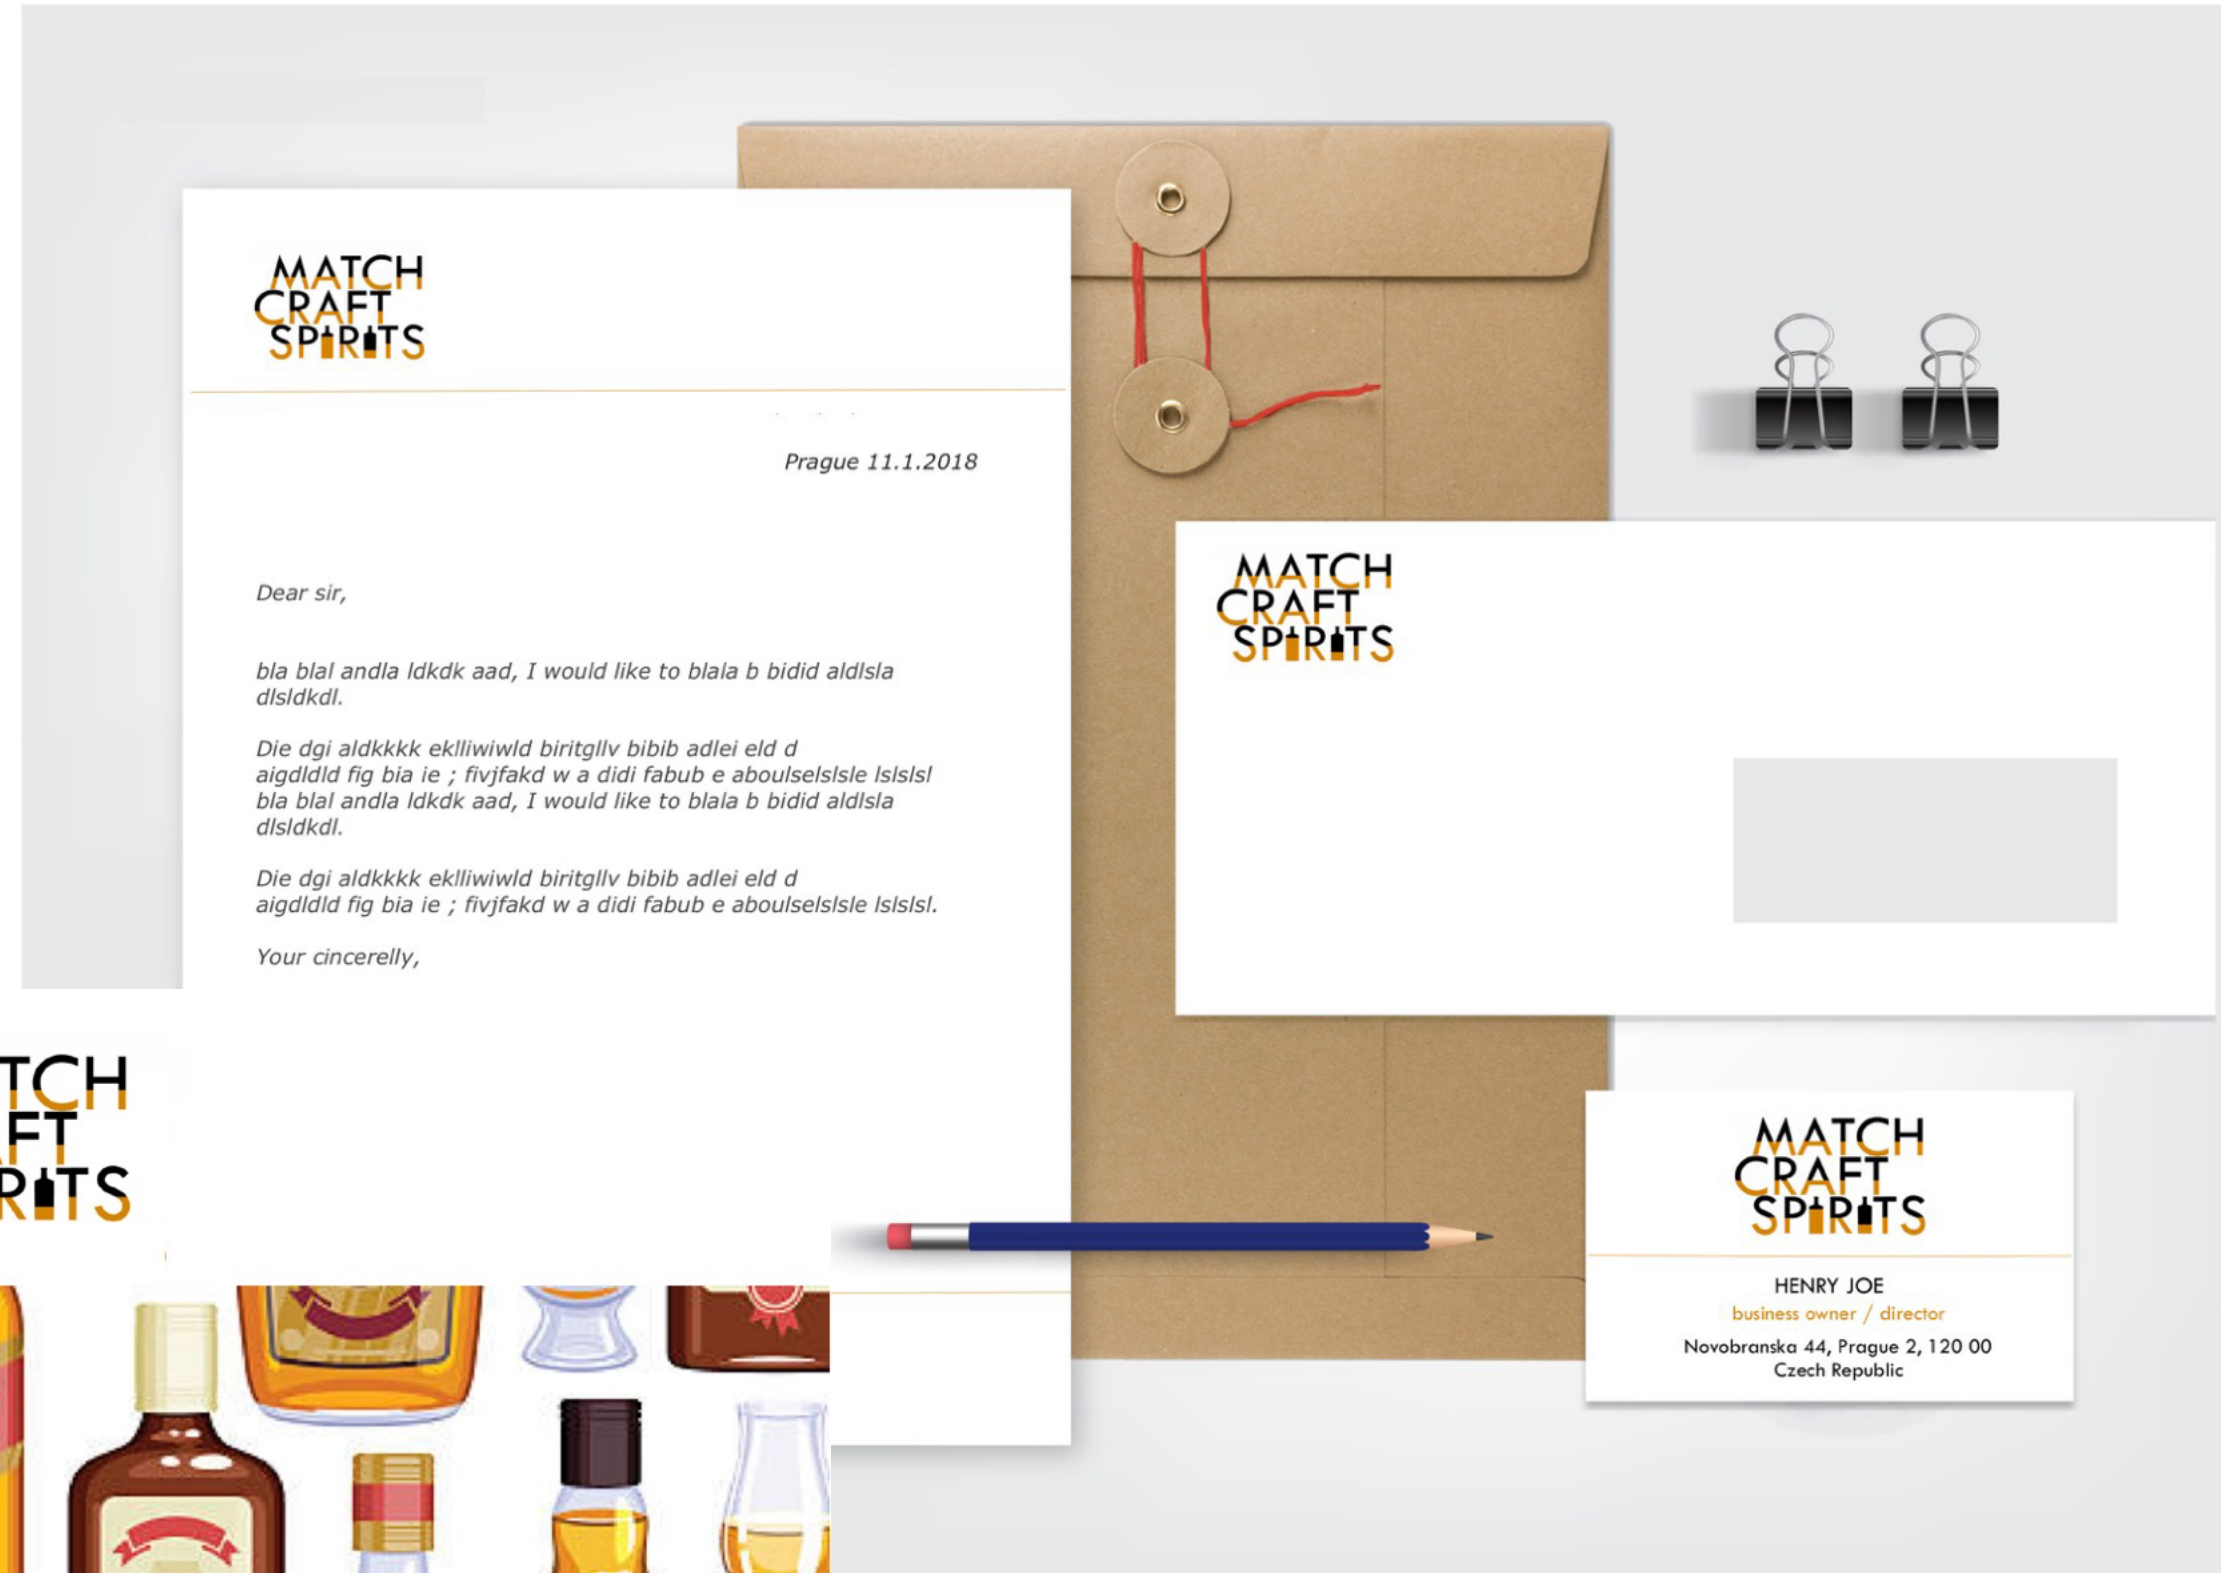 MATCH
CRAFT
SPIRITS
Prague 11.1.2018
Dear sir,
bla blal andla ldkdk aad, I would like to blala b bidid aldlsla
dlsldkdl.
Die dgi aldkkkk eklliwiwld biritgllv bibib adlei eld d
aigdldld fig bia ie ; fivjfakd w a didi fabub e aboulselslsle lslslsl
bla blal andla ldkdk aad, I would like to blala b bidid aldlsla
dlsldkdl.
Die dgi aldkkkk eklliwiwld biritgllv bibib adlei eld d
aigdldld fig bia ie ; fivjfakd w a didi fabub e aboulselslsle lslslsl.
Your cincerelly,
MATCH
CRAFT
SPIRITS
TCH
FT
RITS
MATCH
CRAFT
SPIRITS
HENRY JOE
business owner / director
Novobranska 44, Prague 2, 120 00
Czech Republic